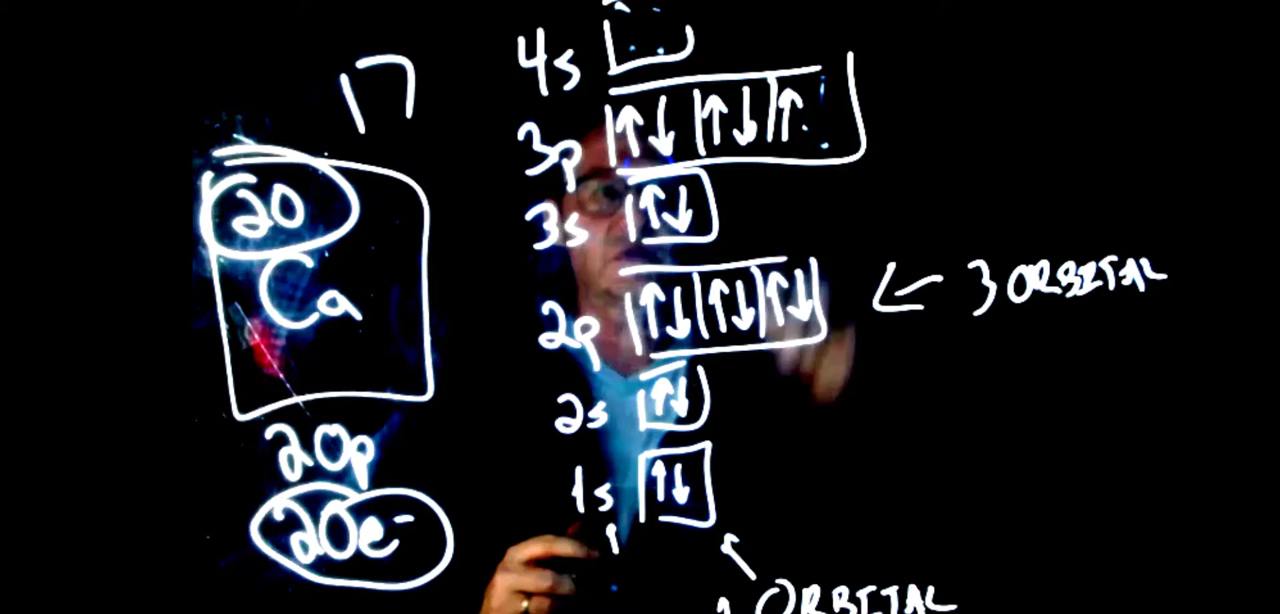 17
20
Ca
20p
20e-
4s
3p ↑↓ ↑↓ ↑
3s ↑↓
2p ↑↓ ↑↓ ↑↓ ← 3 ORBITAL
2s ↑↓
1s ↑↓
1 ORBITAL